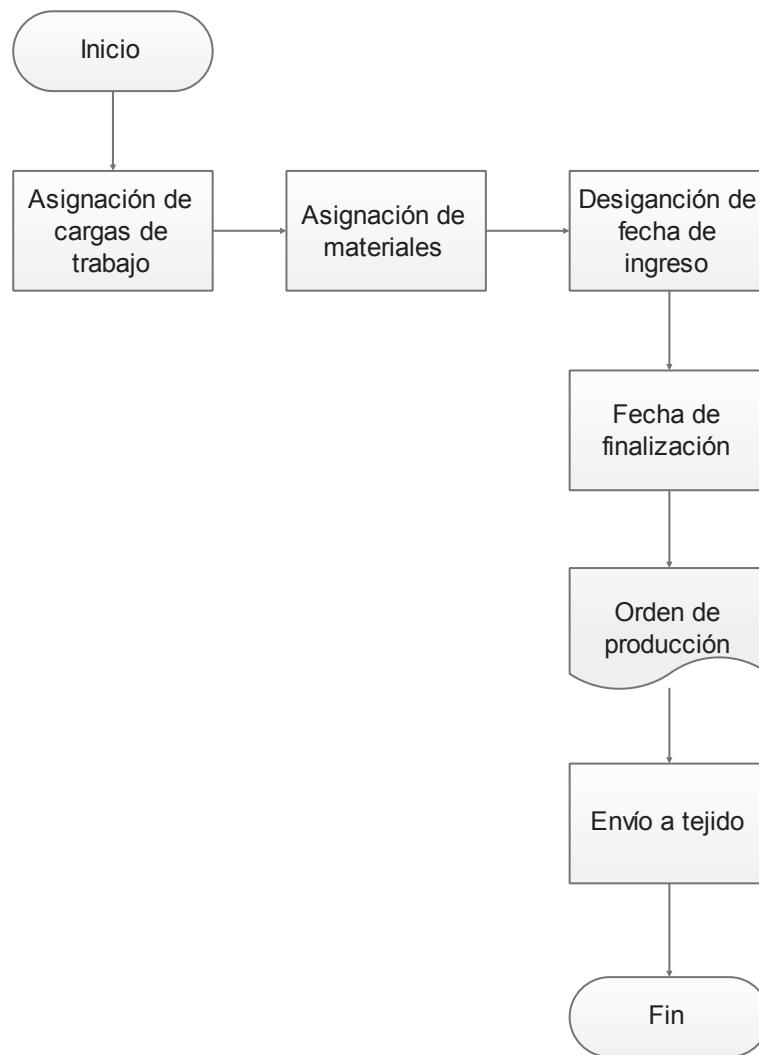 Inicio
Asignación de
cargas de
trabajo
Asignación de
materiales
Desiganción de
fecha de
ingreso
Fecha de
finalización
Orden de
producción
Envío a tejido
Fin